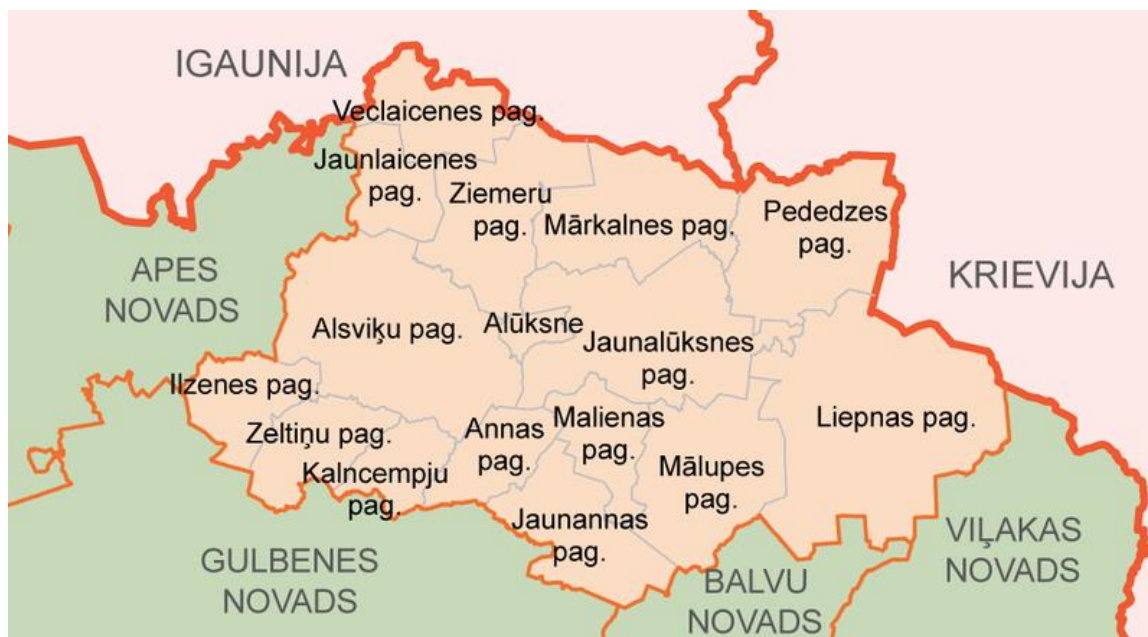 IGAUNIJA
Veclaicenes pag.
Jaunlaicenes
pag.
Ziemeru
pag.
Mārkalnes pag.
Pededzes
pag.
APES
NOVADS
KRIEVIJA
Alsviķu pag.
Alūksne
Jaunalūksnes
pag.
Ilzenes pag.
Zeltiņu pag.
Kalncempju
pag.
Annas
pag.
Malienas
pag.
Mālupes
pag.
Liepnas pag.
Jaunannas
pag.
GULBENES
NOVADS
BALVU
NOVADS
VIĻAKAS
NOVADS